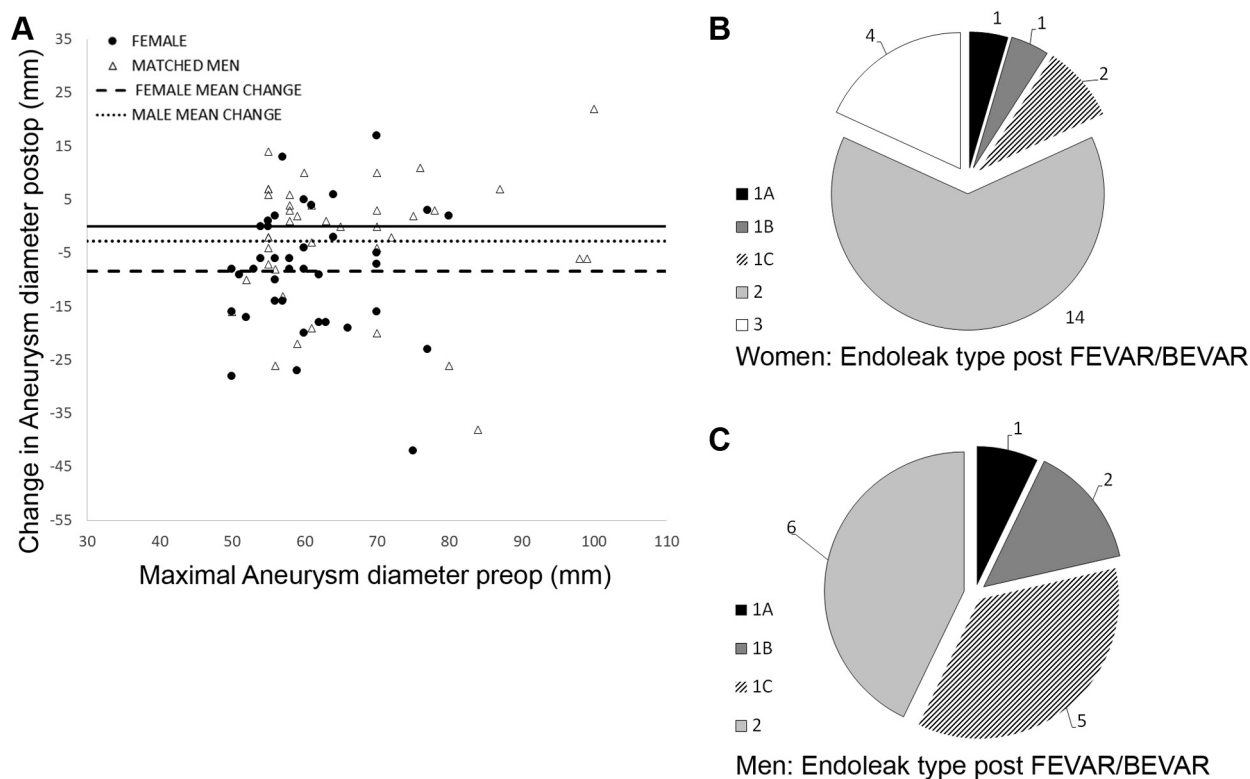 A
Change in Aneurysm diameter postop (mm)
35
25
15
5
-5
-15
-25
-35
-45
-55
FEMALE
MATCHED MEN
FEMALE MEAN CHANGE
MALE MEAN CHANGE
30 40 50 60 70 80 90 100 110
Maximal Aneurysm diameter preop (mm)
B
1
1
2
4
14
1A
1B
1C
2
3
Women: Endoleak type post FEVAR/BEVAR
C
1
2
6
5
1A
1B
1C
2
Men: Endoleak type post FEVAR/BEVAR